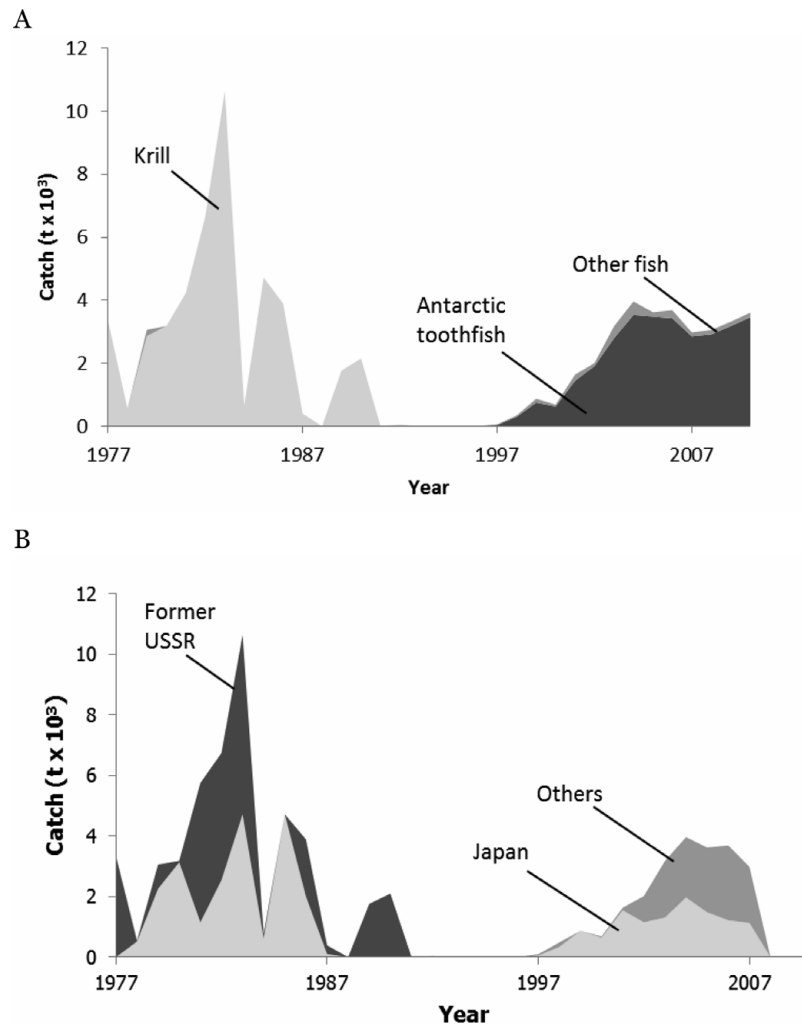 A
12
10
8
6
4
2
0
Catch (t x 10³)
Krill
Other fish
Antarctic
toothfish
1977
1987
1997
2007
Year
B
12
10
8
6
4
2
0
Catch (t x 10³)
Former
USSR
Others
Japan
1977
1987
1997
2007
Year